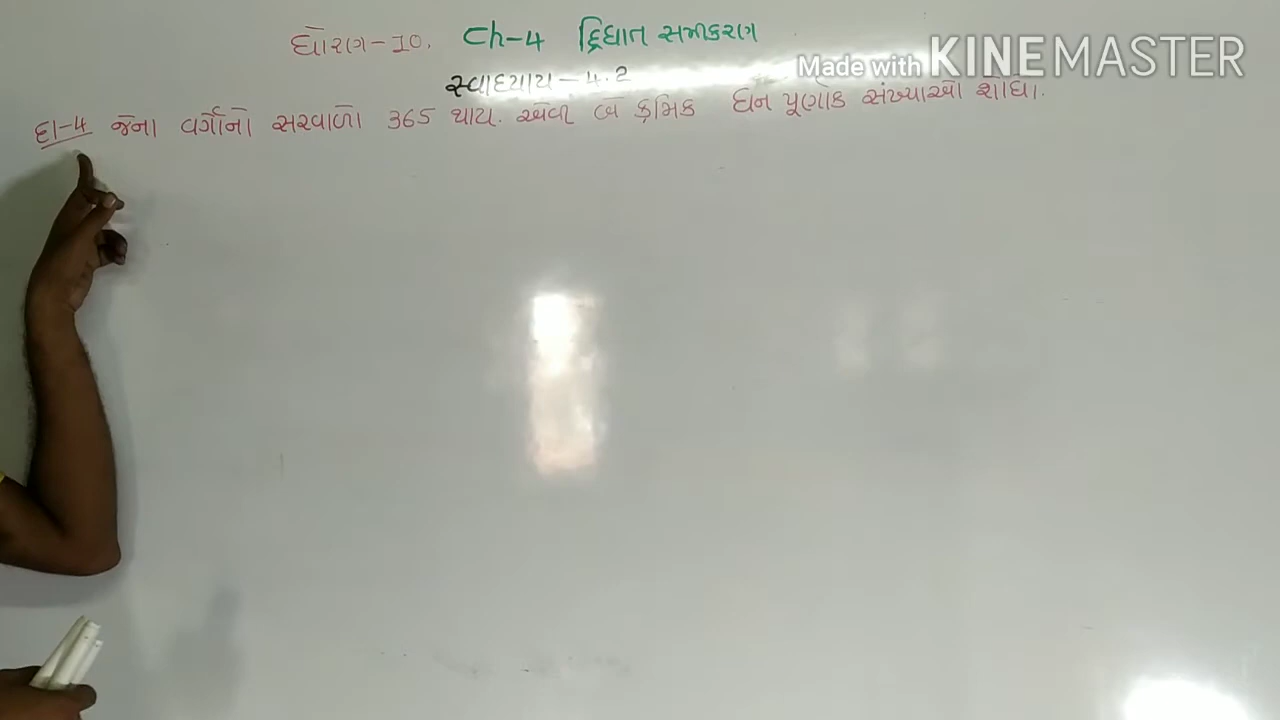 ધોરણ-10. Ch-4 દ્વિઘાત સમીકરણ
Made with KINEMASTER
સ્વાધ્યાય-4.2
દા-4 જેના વર્ગોનો સરવાળો 365 થાય. એવી બે ક્રમિક ધન પૂર્ણાંક સંખ્યાઓ શોધો.